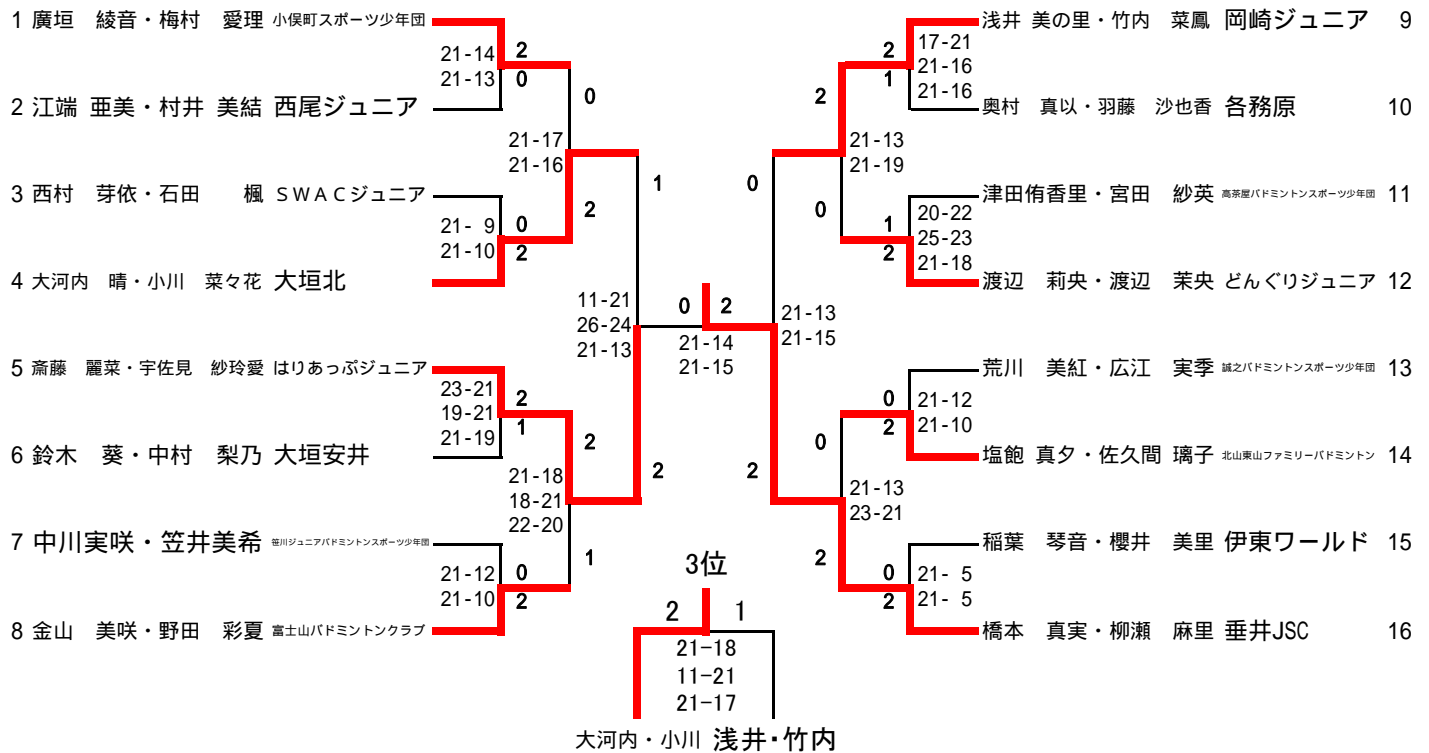 1 廣垣　綾音・梅村　愛理 小俣町スポーツ少年団
21-14 2
21-13 0
2 江端 亜美・村井 美結 西尾ジュニア
0
21-17
21-16
3 西村　芽依・石田　　楓 ＳＷＡＣジュニア
21- 9 0
21-10 2
2
4 大河内　晴・小川　菜々花 大垣北
1
11-21
26-24
21-13
5 斎藤　麗菜・宇佐見　紗玲愛 はりあっぷジュニア
23-21 2
19-21 1
21-19
6 鈴木　葵・中村　梨乃 大垣安井
2
21-18
18-21
22-20
2
7 中川実咲・笠井美希 笹川ジュニアバドミントンスポーツ少年団
21-12 0
21-10 2
1
8 金山　美咲・野田　彩夏 富士山バドミントンクラブ
0 2
21-14
21-15
浅井 美の里・竹内　菜鳳 岡崎ジュニア 9
2 17-21
1 21-16
21-16
奥村　真以・羽藤　沙也香 各務原 10
2
21-13
21-19
津田侑香里・宮田　紗英 高茶屋バドミントンスポーツ少年団 11
1 20-22
2 25-23
21-18
0
渡辺　莉央・渡辺　茉央 どんぐりジュニア 12
0
21-13
21-15
荒川　美紅・広江　実季 誠之バドミントンスポーツ少年団 13
0 21-12
2 21-10
塩飽 真夕・佐久間 璃子 北山東山ファミリーバドミントン 14
0
21-13
23-21
2
稲葉　琴音・櫻井　美里 伊東ワールド 15
0 21- 5
2 21- 5
2
橋本　真実・柳瀬　麻里 垂井JSC 16
3位
2 1
21-18
11-21
21-17
大河内・小川 浅井・竹内